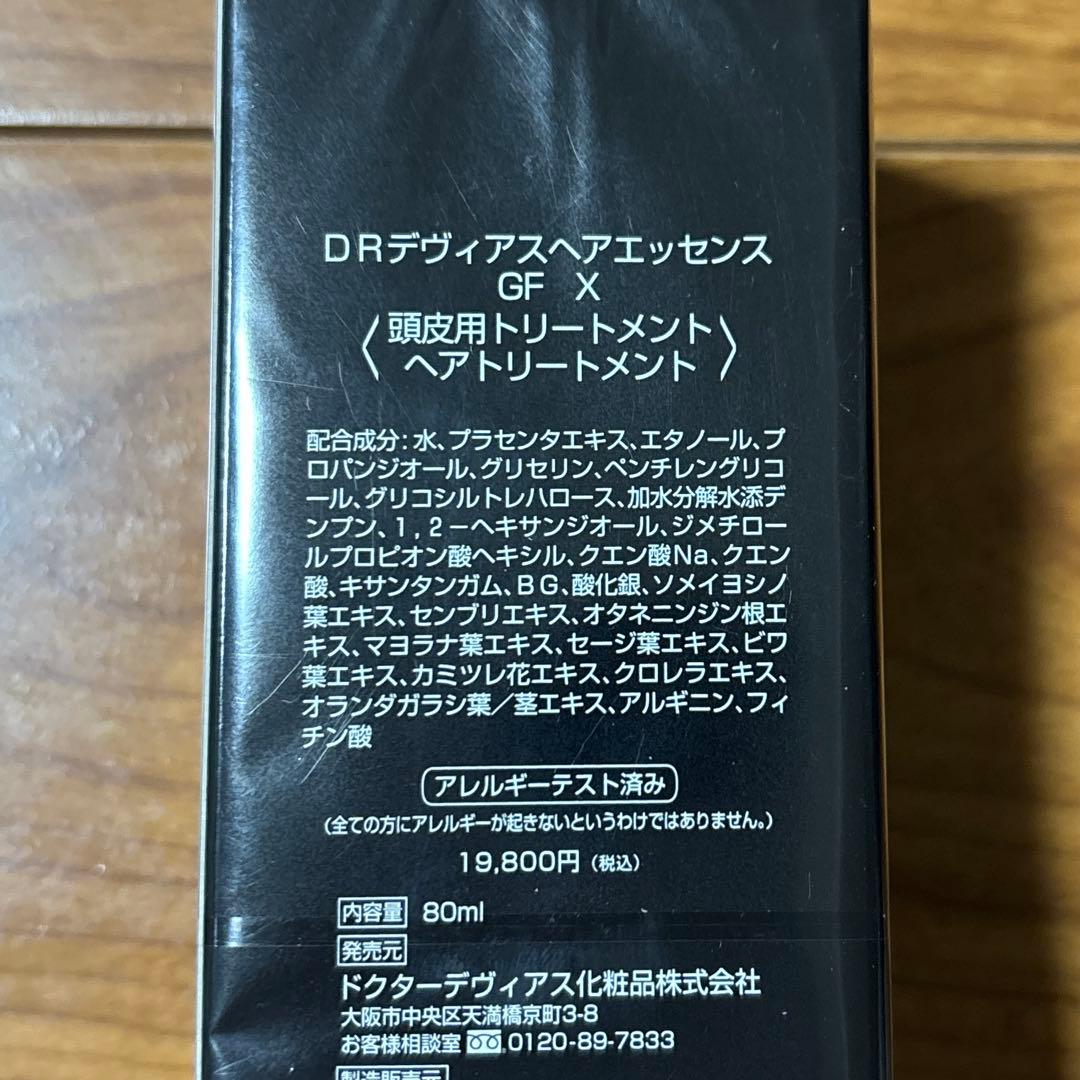 DRデヴィアスヘアエッセンス
GF X
〈頭皮用トリートメント
ヘアトリートメント〉
配合成分：水、プラセンタエキス、エタノール、プ
ロパンジオール、グリセリン、ペンチレングリコ
ール、グリコシルトレハロース、加水分解水添デ
ンプン、1,2－ヘキサンジオール、ジメチロー
ルプロピオン酸ヘキシル、クエン酸Na、クエン
酸、キサンタンガム、BG、酸化銀、ソメイヨシノ
葉エキス、センブリエキス、オタネニンジン根エ
キス、マヨラナ葉エキス、セージ葉エキス、ビワ
葉エキス、カミツレ花エキス、クロレラエキス、
オランダガラシ葉／茎エキス、アルギニン、フィ
チン酸
アレルギーテスト済み
（全ての方にアレルギーが起きないというわけではありません。）
19,800円（税込）
内容量 80ml
発売元
ドクターデヴィアス化粧品株式会社
大阪市中央区天満橋京町3-8
お客様相談室 0120-89-7833
製造販売元